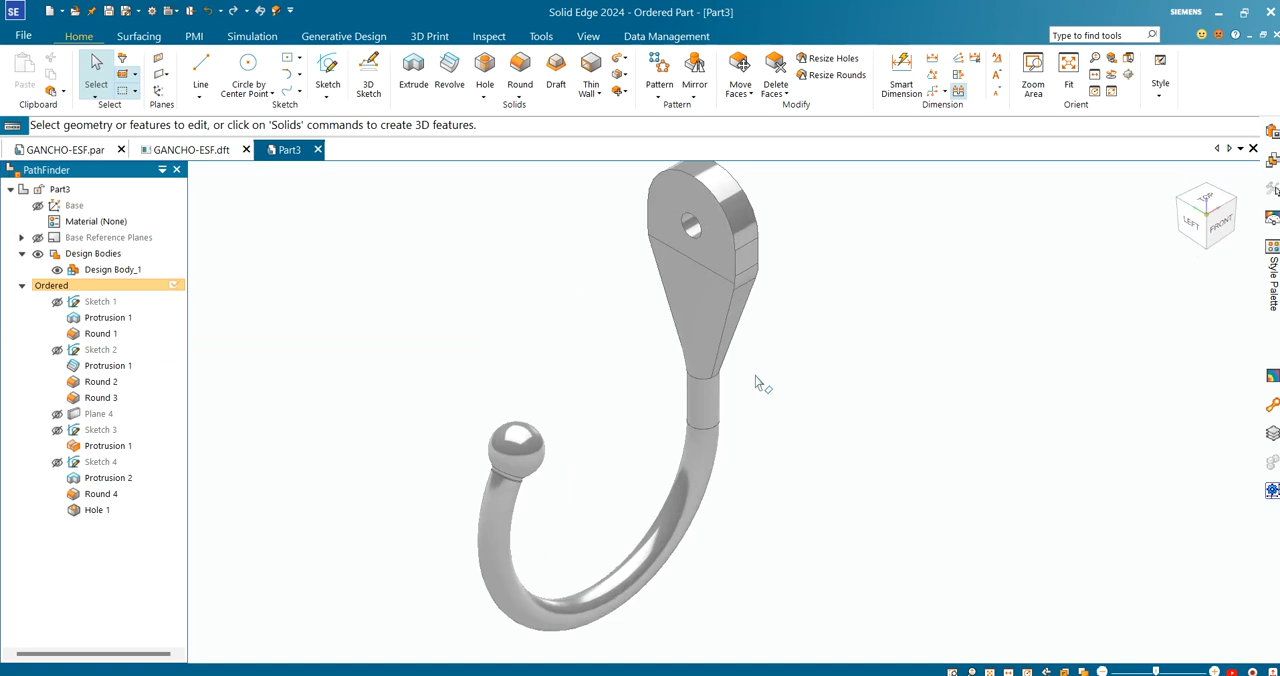 SE
Solid Edge 2024 - Ordered Part - [Part3]
SIEMENS
File Home Surfacing PMI Simulation Generative Design 3D Print Inspect Tools View Data Management
Type to find tools
Paste
Clipboard
Select
Select
Planes
Line
Circle by Center Point
Sketch
Sketch
3D Sketch
Extrude
Revolve
Hole
Round
Draft
Thin Wall
Solids
Pattern
Mirror
Pattern
Move Faces
Delete Faces
Resize Holes
Resize Rounds
Modify
Smart Dimension
Dimension
Zoom Area
Fit
Orient
Style
Select geometry or features to edit, or click on 'Solids' commands to create 3D features.
GANCHO-ESF.par
GANCHO-ESF.dft
Part3
PathFinder
Part3
Base
Material (None)
Base Reference Planes
Design Bodies
Design Body_1
Ordered
Sketch 1
Protrusion 1
Round 1
Sketch 2
Protrusion 1
Round 2
Round 3
Plane 4
Sketch 3
Protrusion 1
Sketch 4
Protrusion 2
Round 4
Hole 1
TOP
LEFT
FRONT
Style Palette